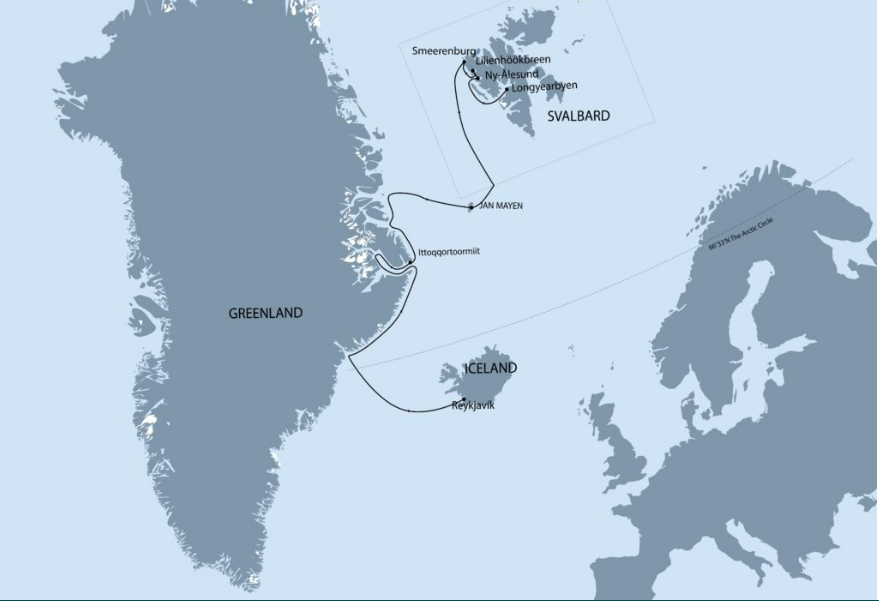 Smeerenburg
Lilienhöökbreen
Ny-Ålesund
Longyearbyen
SVALBARD
JAN MAYEN
66°33'N The Arctic Circle
Ittoqqortoormiit
GREENLAND
ICELAND
Reykjavík